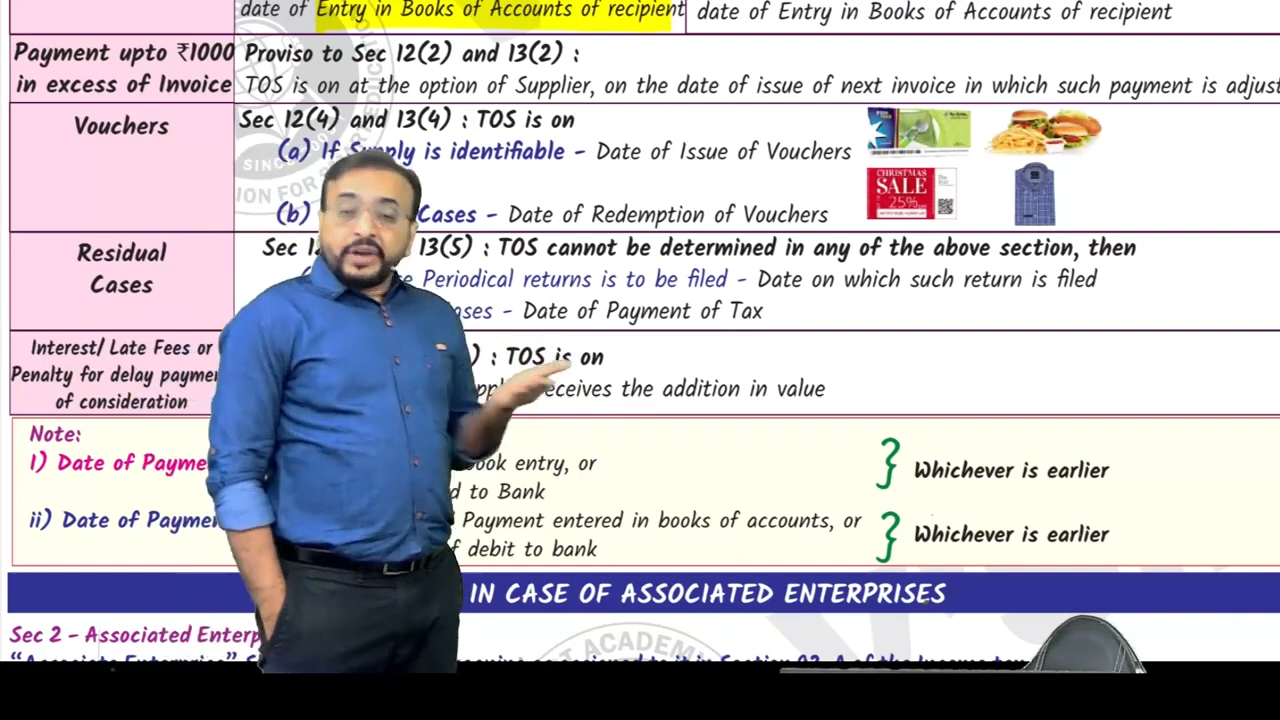 date of Entry in Books of Accounts of recipient
date of Entry in Books of Accounts of recipient
Payment upto ₹1000
in excess of Invoice
Proviso to Sec 12(2) and 13(2) :
TOS is on at the option of Supplier, on the date of issue of next invoice in which such payment is adjust
Vouchers
Sec 12(4) and 13(4) : TOS is on
(a) If Supply is identifiable - Date of Issue of Vouchers
(b) Cases - Date of Redemption of Vouchers
CHRISTMAS
SALE
25%
SINCE
ION FOR
Residual
Cases
Sec 13(5) : TOS cannot be determined in any of the above section, then
Periodical returns is to be filed - Date on which such return is filed
- Date of Payment of Tax
Interest/ Late Fees or
Penalty for delay payme
of consideration
) : TOS is on
receives the addition in value
Note:
I) Date of Payme book entry, or
to Bank
Whichever is earlier
ii) Date of Payme Payment entered in books of accounts, or
debit to bank
Whichever is earlier
IN CASE OF ASSOCIATED ENTERPRISES
Sec 2 - Associated Enterp
T ACADEM